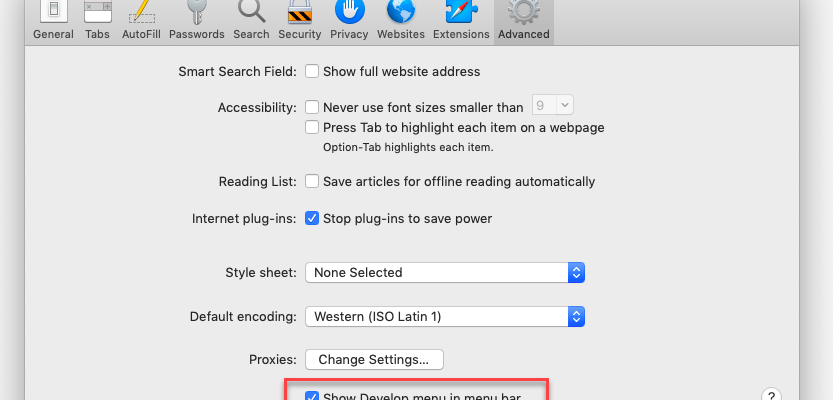 General Tabs AutoFill Passwords Search Security Privacy Websites Extensions Advanced
Smart Search Field: Show full website address
Accessibility: Never use font sizes smaller than 9
Press Tab to highlight each item on a webpage
Option-Tab highlights each item.
Reading List: Save articles for offline reading automatically
Internet plug-ins: Stop plug-ins to save power
Style sheet: None Selected
Default encoding: Western (ISO Latin 1)
Proxies: Change Settings...
Show Develop menu in menu bar ?